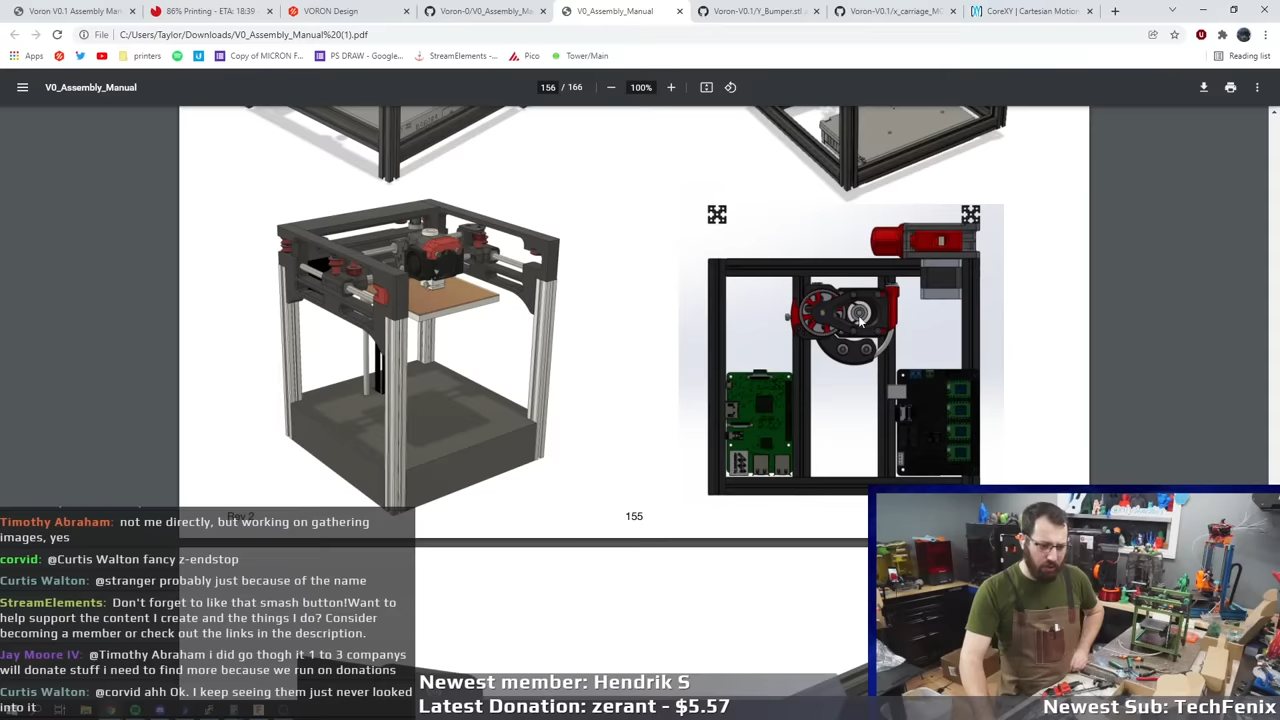 Voron V0.1 Assembly Man
86% Printing - ETA: 18:39
VORON Design
Voron-0/V0_Assembly_Ma
V0_Assembly_Manual
Voron-V0.1/Y_Bumper.stl a
Voron-V0.1/x_carriage_MG
CoreXY | Cartesian Motion
File | C:/Users/Taylor/Downloads/V0_Assembly_Manual%20(1).pdf
Apps
printers
Copy of MICRON F...
PS DRAW - Google...
StreamElements -...
Pico
Tower/Main
Reading list
V0_Assembly_Manual
156 / 166
100%
Rev 2
155
Timothy Abraham: not me directly, but working on gathering
images, yes
corvid: @Curtis Walton fancy z-endstop
Curtis Walton: @stranger probably just because of the name
StreamElements: Don't forget to like that smash button!Want to
help support the content I create and the things I do? Consider
becoming a member or check out the links in the description.
Jay Moore IV: @Timothy Abraham i did go thogh it 1 to 3 companys
will donate stuff i need to find more because we run on donations
Curtis Walton: @corvid ahh Ok. I keep seeing them just never looked
into it
Newest member: Hendrik S
Latest Donation: zerant - $5.57
Newest Sub: TechFenix